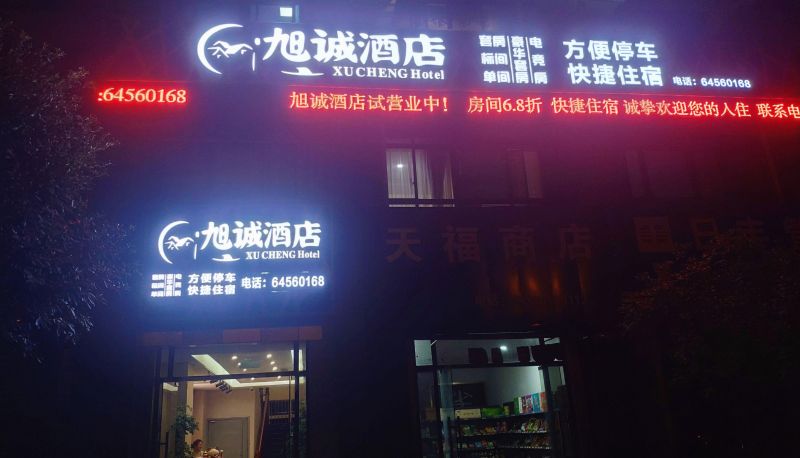 旭诚酒店
XU CHENG Hotel
套房 豪华套房 电竞房
标间
单间
方便停车
快捷住宿
电话：64560168
:64560168
旭诚酒店试营业中！ 房间6.8折 快捷住宿 诚挚欢迎您的入住 联系电
旭诚酒店
XU CHENG Hotel
方便停车
快捷住宿
电话：64560168
天福商店